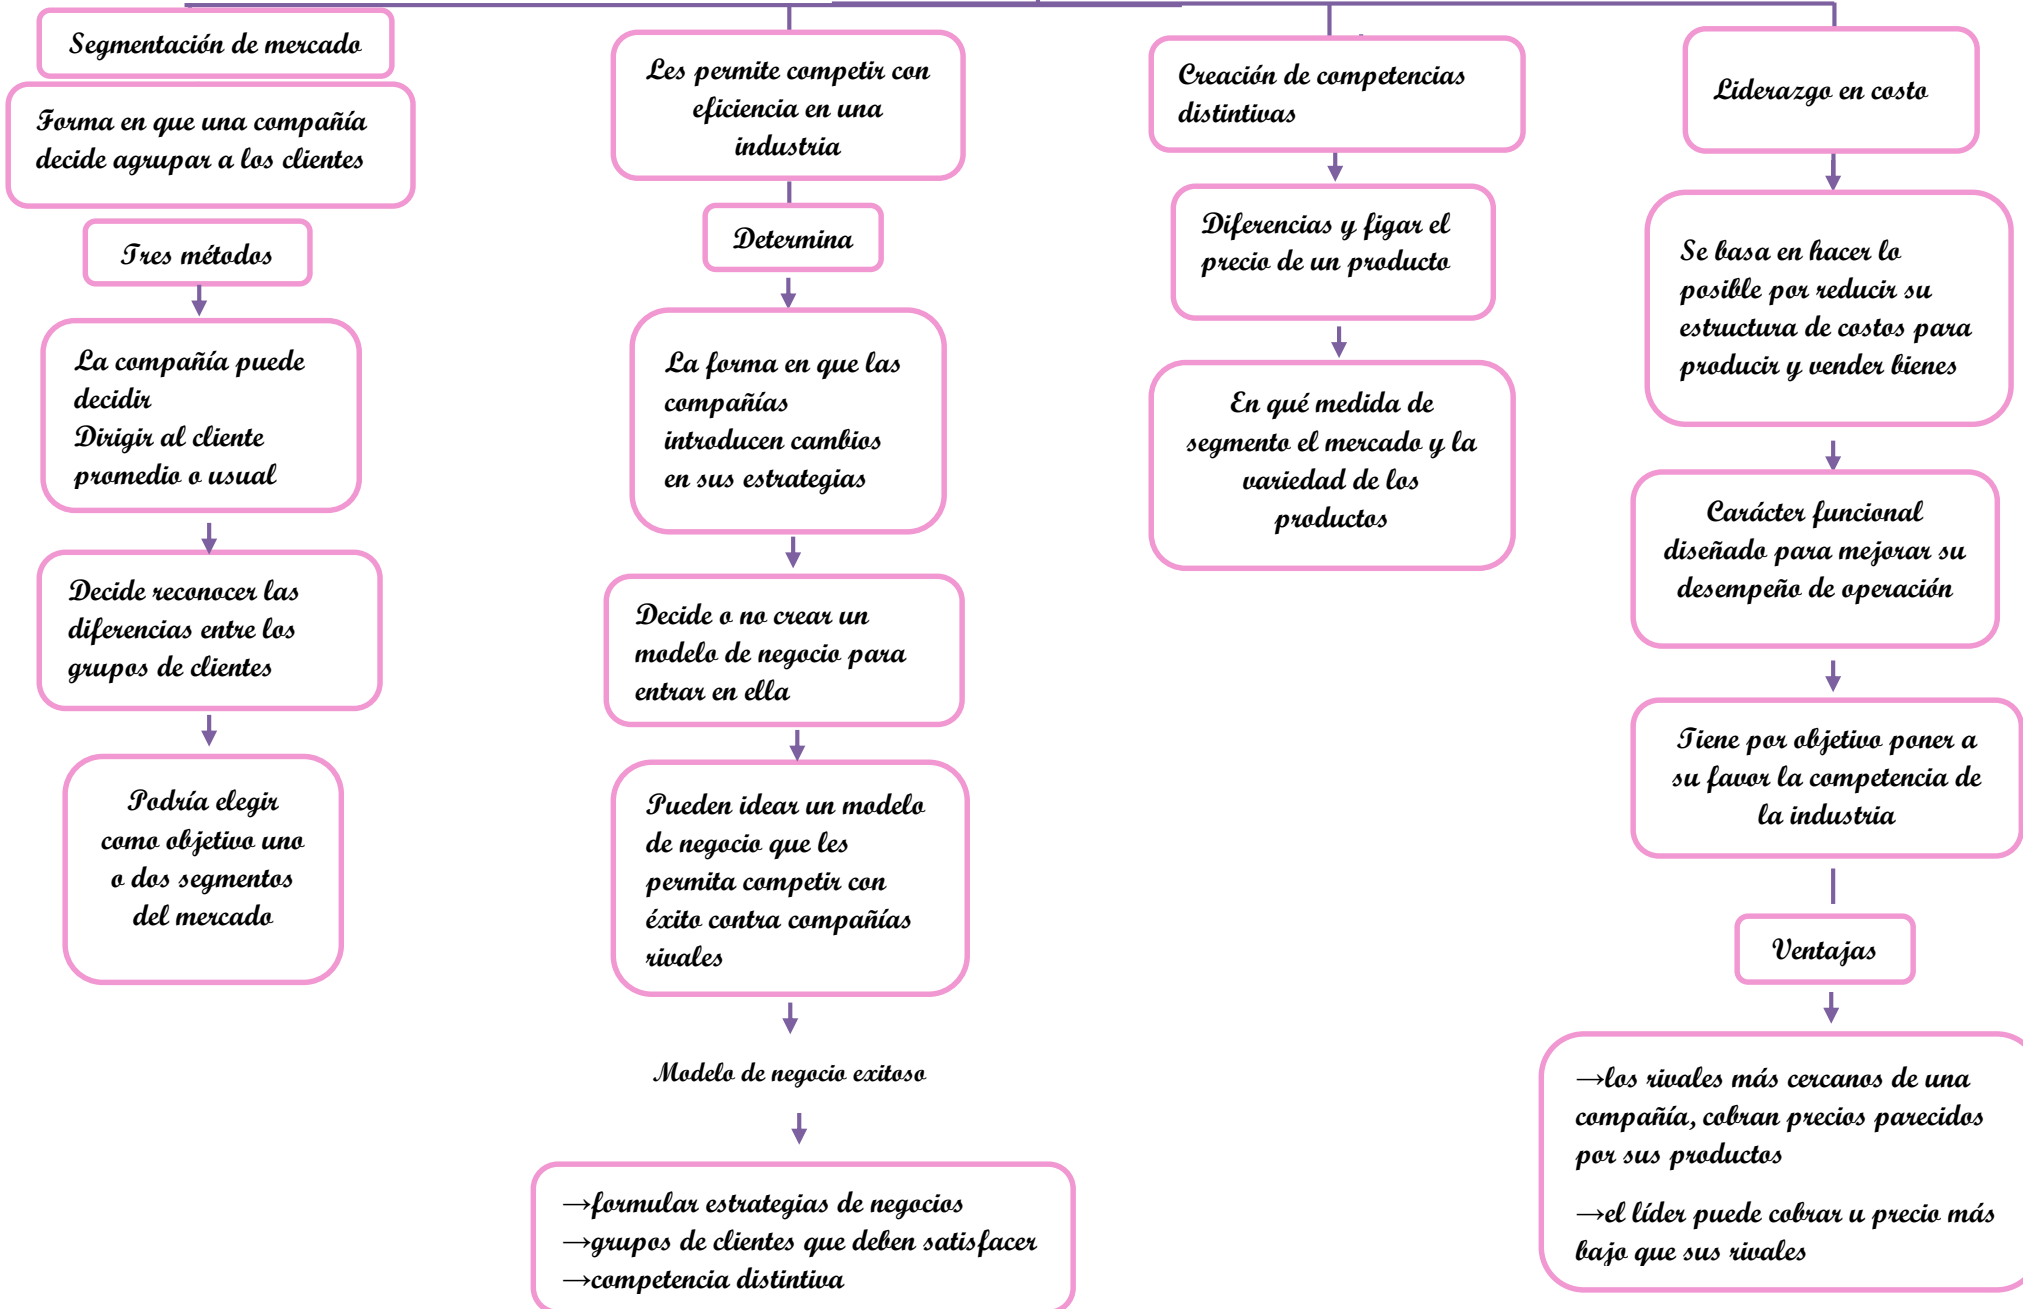 Segmentación de mercado
Forma en que una compañía
decide agrupar a los clientes
Tres métodos
La compañía puede
decidir
Dirigir al cliente
promedio o usual
Decide reconocer las
diferencias entre los
grupos de clientes
Podría elegir
como objetivo uno
o dos segmentos
del mercado
Les permite competir con
eficiencia en una
industria
Determina
La forma en que las
compañías
introducen cambios
en sus estrategias
Decide o no crear un
modelo de negocio para
entrar en ella
Pueden idear un modelo
de negocio que les
permita competir con
éxito contra compañías
rivales
Modelo de negocio exitoso
→formular estrategias de negocios
→grupos de clientes que deben satisfacer
→competencia distintiva
Creación de competencias
distintivas
Diferencias y figar el
precio de un producto
En qué medida de
segmento el mercado y la
variedad de los
productos
Liderazgo en costo
Se basa en hacer lo
posible por reducir su
estructura de costos para
producir y vender bienes
Carácter funcional
diseñado para mejorar su
desempeño de operación
Tiene por objetivo poner a
su favor la competencia de
la industria
Ventajas
→los rivales más cercanos de una
compañía, cobran precios parecidos
por sus productos
→el líder puede cobrar u precio más
bajo que sus rivales